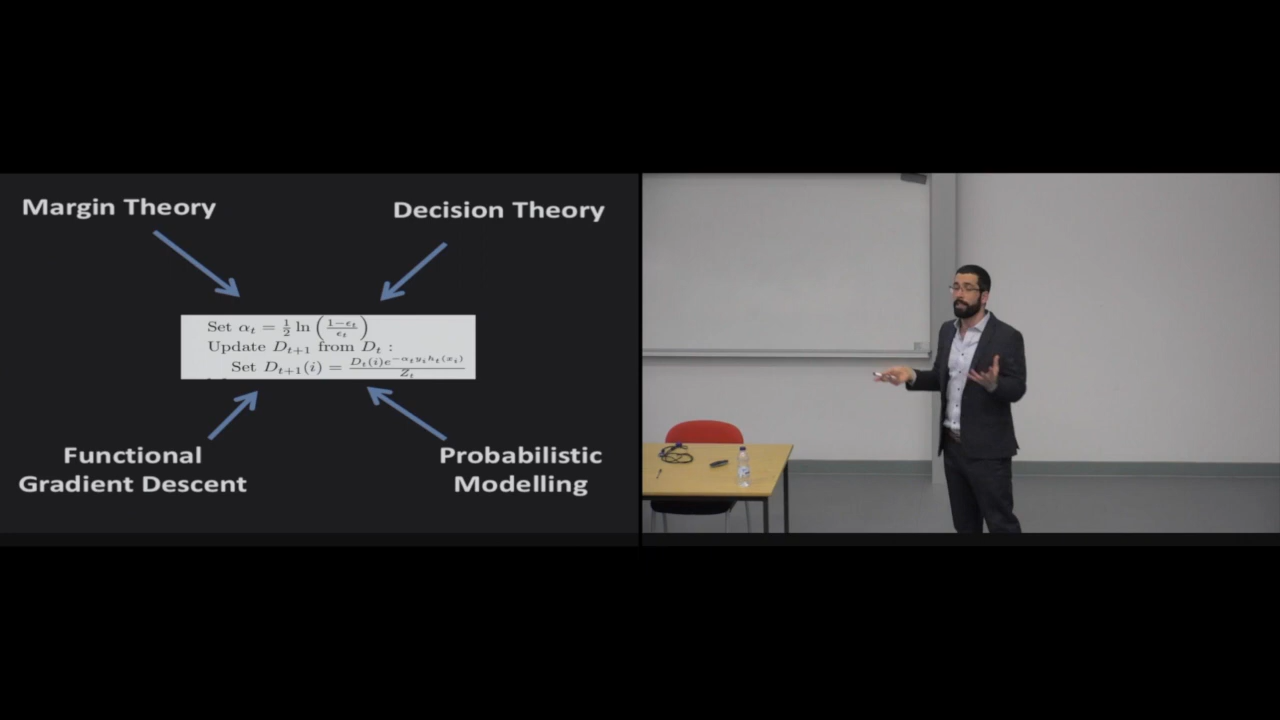 Margin Theory
Decision Theory
Set α_t = 1/2 ln ( (1−ϵ_t)/ϵ_t )
Update D_{t+1} from D_t :
Set D_{t+1}(i) = D_t(i)e^{−α_t y_i h_t(x_i)} / Z_t
Functional
Gradient Descent
Probabilistic
Modelling